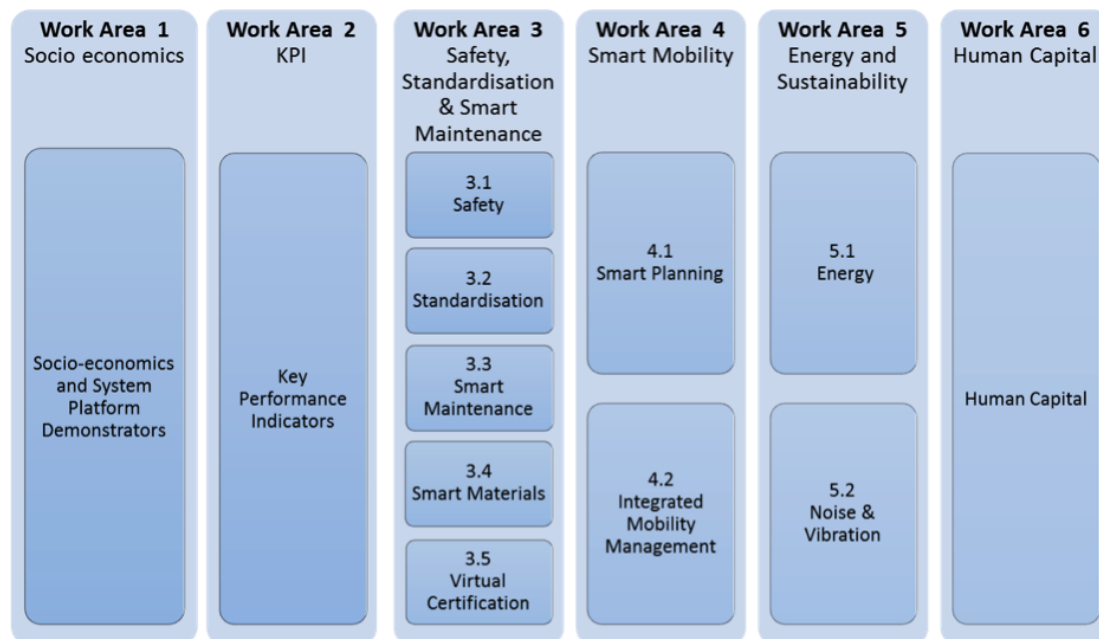 Work Area 1
Socio economics
Socio-economics
and System
Platform
Demonstrators
Work Area 2
KPI
Key
Performance
Indicators
Work Area 3
Safety,
Standardisation
& Smart
Maintenance
3.1
Safety
3.2
Standardisation
3.3
Smart
Maintenance
3.4
Smart Materials
3.5
Virtual
Certification
Work Area 4
Smart Mobility
4.1
Smart Planning
4.2
Integrated
Mobility
Management
Work Area 5
Energy and
Sustainability
5.1
Energy
5.2
Noise &
Vibration
Work Area 6
Human Capital
Human Capital